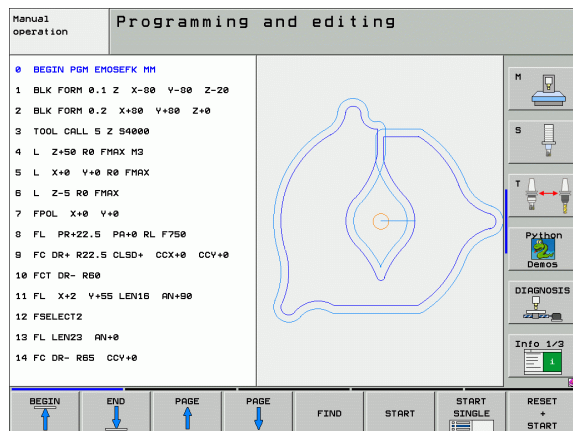 Manual
operation
Programming and editing
0 BEGIN PGM EMOSEFK MM
1 BLK FORM 0.1 Z X-80 Y-80 Z-20
2 BLK FORM 0.2 X+80 Y+80 Z+0
3 TOOL CALL 5 Z S4000
4 L Z+50 R0 FMAX M3
5 L X+0 Y+0 R0 FMAX
6 L Z-5 R0 FMAX
7 FPOL X+0 Y+0
8 FL PR+22.5 PA+0 RL F750
9 FC DR+ R22.5 CLSD+ CCX+0 CCY+0
10 FCT DR- R60
11 FL X+2 Y+55 LEN16 AN+90
12 FSELECT2
13 FL LEN23 AN+0
14 FC DR- R65 CCY+0
M
S
T
Python
Demos
DIAGNOSIS
Info 1/3
i
BEGIN
END
PAGE
PAGE
FIND
START
START
SINGLE
RESET
+
START